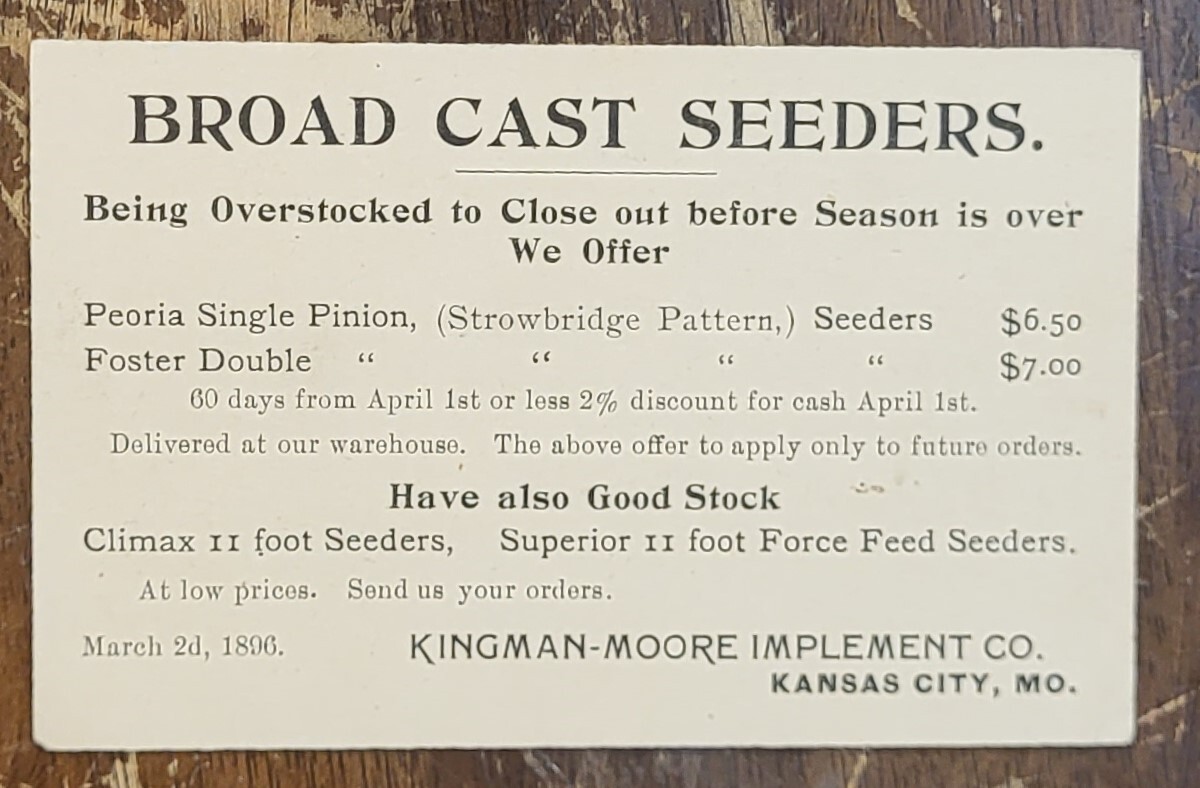 BROAD CAST SEEDERS.
Being Overstocked to Close out before Season is over
We Offer
Peoria Single Pinion, (Strowbridge Pattern,) Seeders $6.50
Foster Double “ “ “ “ $7.00
60 days from April 1st or less 2% discount for cash April 1st.
Delivered at our warehouse. The above offer to apply only to future orders.
Have also Good Stock
Climax 11 foot Seeders, Superior 11 foot Force Feed Seeders.
At low prices. Send us your orders.
March 2d, 1896. KINGMAN-MOORE IMPLEMENT CO.
KANSAS CITY, MO.